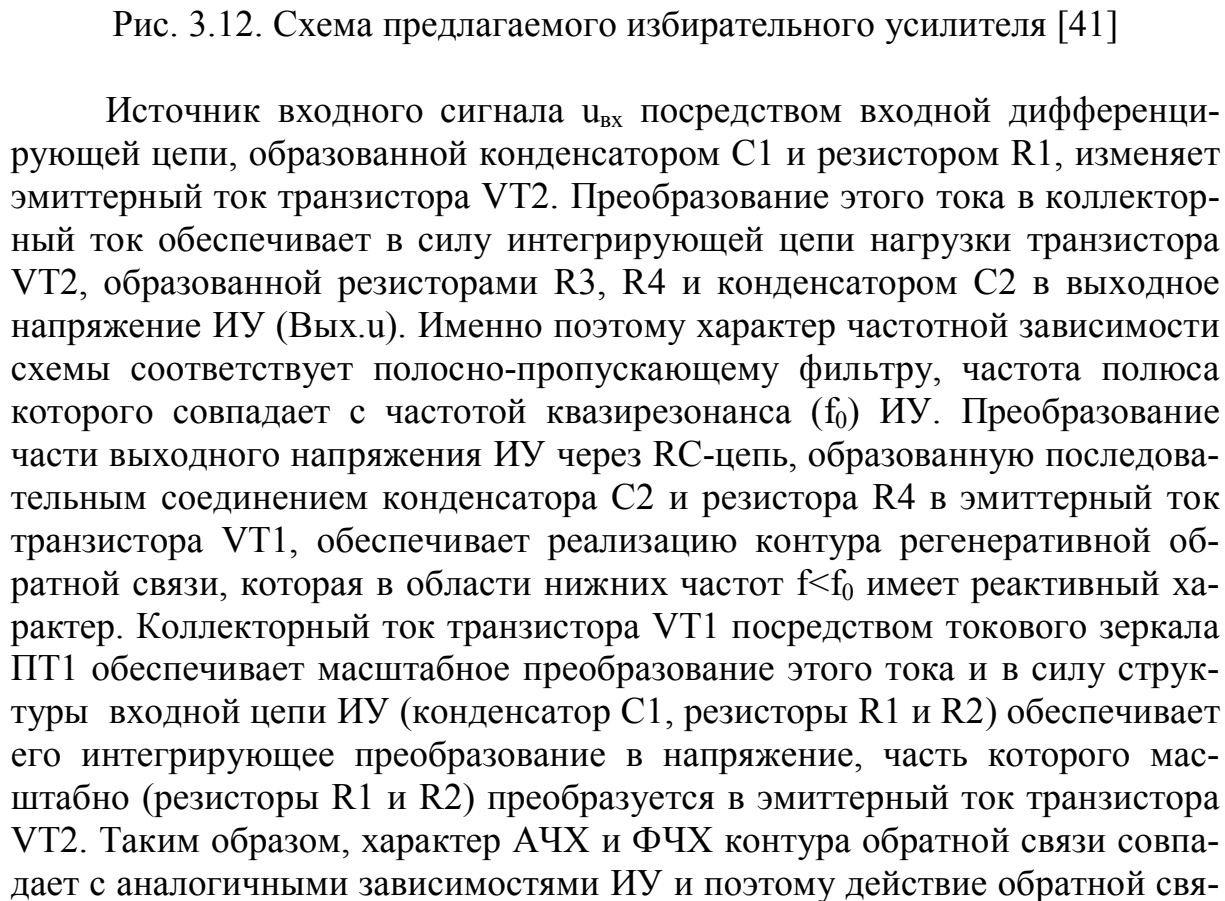 Рис. 3.12. Схема предлагаемого избирательного усилителя [41]
Источник входного сигнала uвх посредством входной дифференци-
рующей цепи, образованной конденсатором C1 и резистором R1, изменяет
эмиттерный ток транзистора VT2. Преобразование этого тока в коллектор-
ный ток обеспечивает в силу интегрирующей цепи нагрузки транзистора
VT2, образованной резисторами R3, R4 и конденсатором C2 в выходное
напряжение ИУ (Вых.u). Именно поэтому характер частотной зависимости
схемы соответствует полосно-пропускающему фильтру, частота полюса
которого совпадает с частотой квазирезонанса (f0) ИУ. Преобразование
части выходного напряжения ИУ через RC-цепь, образованную последова-
тельным соединением конденсатора C2 и резистора R4 в эмиттерный ток
транзистора VT1, обеспечивает реализацию контура регенеративной об-
ратной связи, которая в области нижних частот f<f0 имеет реактивный ха-
рактер. Коллекторный ток транзистора VT1 посредством токового зеркала
ПТ1 обеспечивает масштабное преобразование этого тока и в силу струк-
туры входной цепи ИУ (конденсатор C1, резисторы R1 и R2) обеспечивает
его интегрирующее преобразование в напряжение, часть которого мас-
штабно (резисторы R1 и R2) преобразуется в эмиттерный ток транзистора
VT2. Таким образом, характер АЧХ и ФЧХ контура обратной связи совпа-
дает с аналогичными зависимостями ИУ и поэтому действие обратной свя-